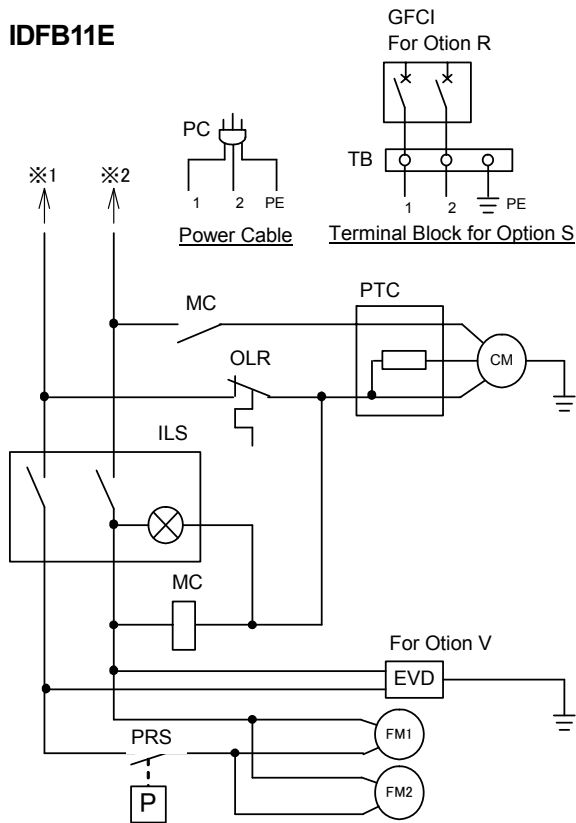 IDFB11E
GFCI
For Otion R
PC
TB
※1
※2
1 2 PE
1 2 PE
Power Cable
Terminal Block for Option S
MC
PTC
OLR
CM
ILS
MC
For Otion V
EVD
FM1
PRS
FM2
P